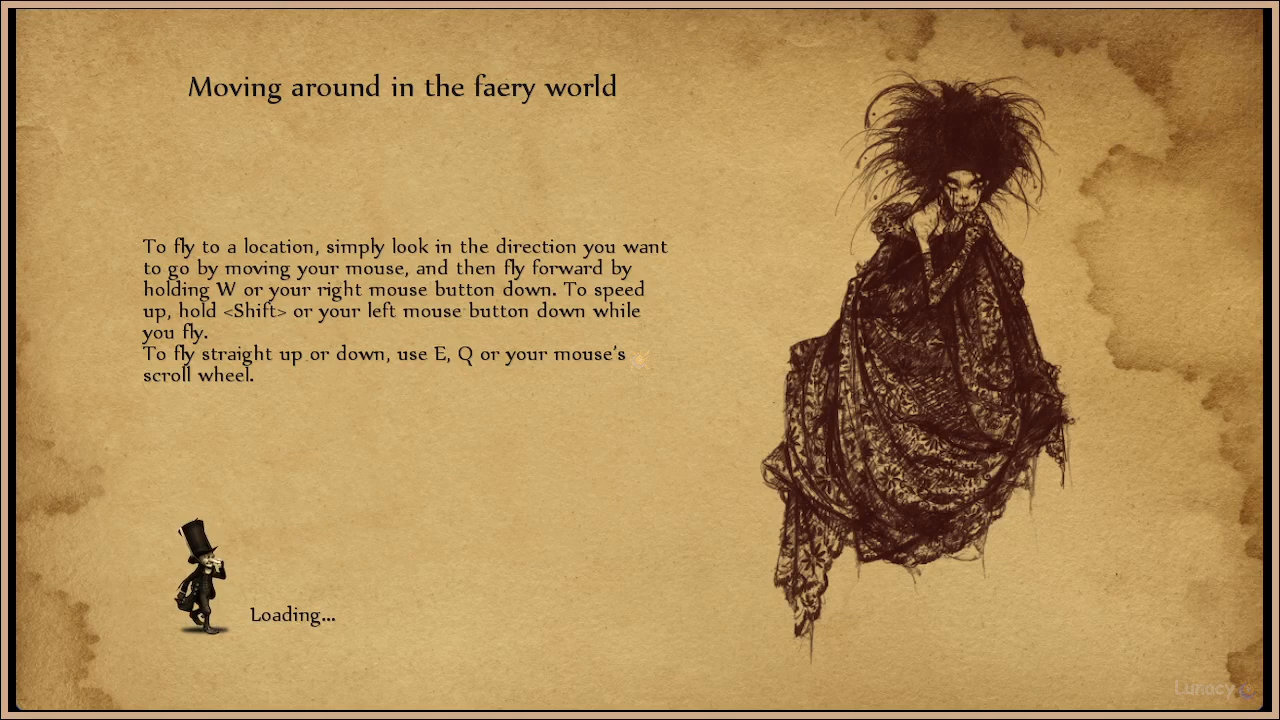 Moving around in the faery world
To fly to a location, simply look in the direction you want
to go by moving your mouse, and then fly forward by
holding W or your right mouse button down. To speed
up, hold <Shift> or your left mouse button down while
you fly.
To fly straight up or down, use E, Q or your mouse's
scroll wheel.
Loading...
Lunacy